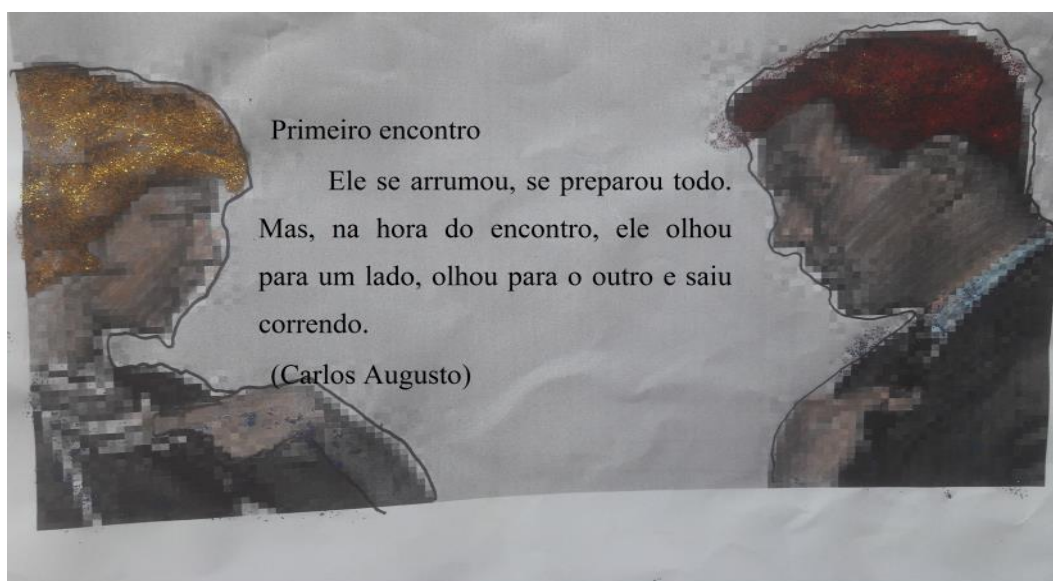 Primeiro encontro
Ele se arrumou, se preparou todo.
Mas, na hora do encontro, ele olhou
para um lado, olhou para o outro e saiu
correndo.
(Carlos Augusto)